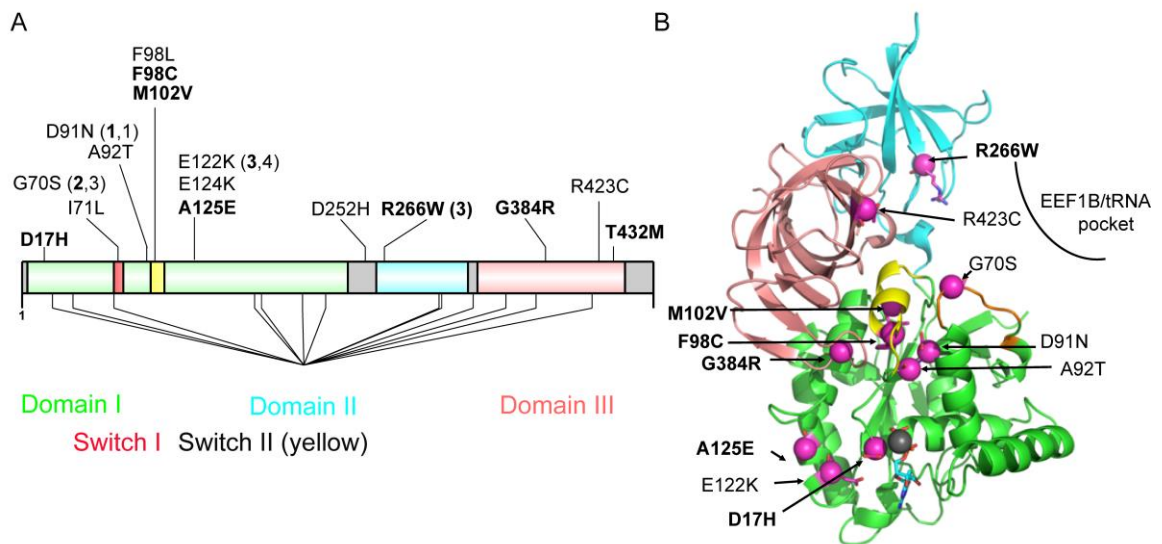 A
F98L
F98C
M102V
D91N (1,1)
A92T
E122K (3,4)
E124K
A125E
G70S (2,3)
I71L
D17H
D252H
R266W (3)
G384R
R423C
T432M
1
Domain I
Domain II
Domain III
Switch I
Switch II (yellow)
B
R266W
EEF1B/tRNA
pocket
R423C
G70S
M102V
F98C
G384R
D91N
A92T
A125E
E122K
D17H